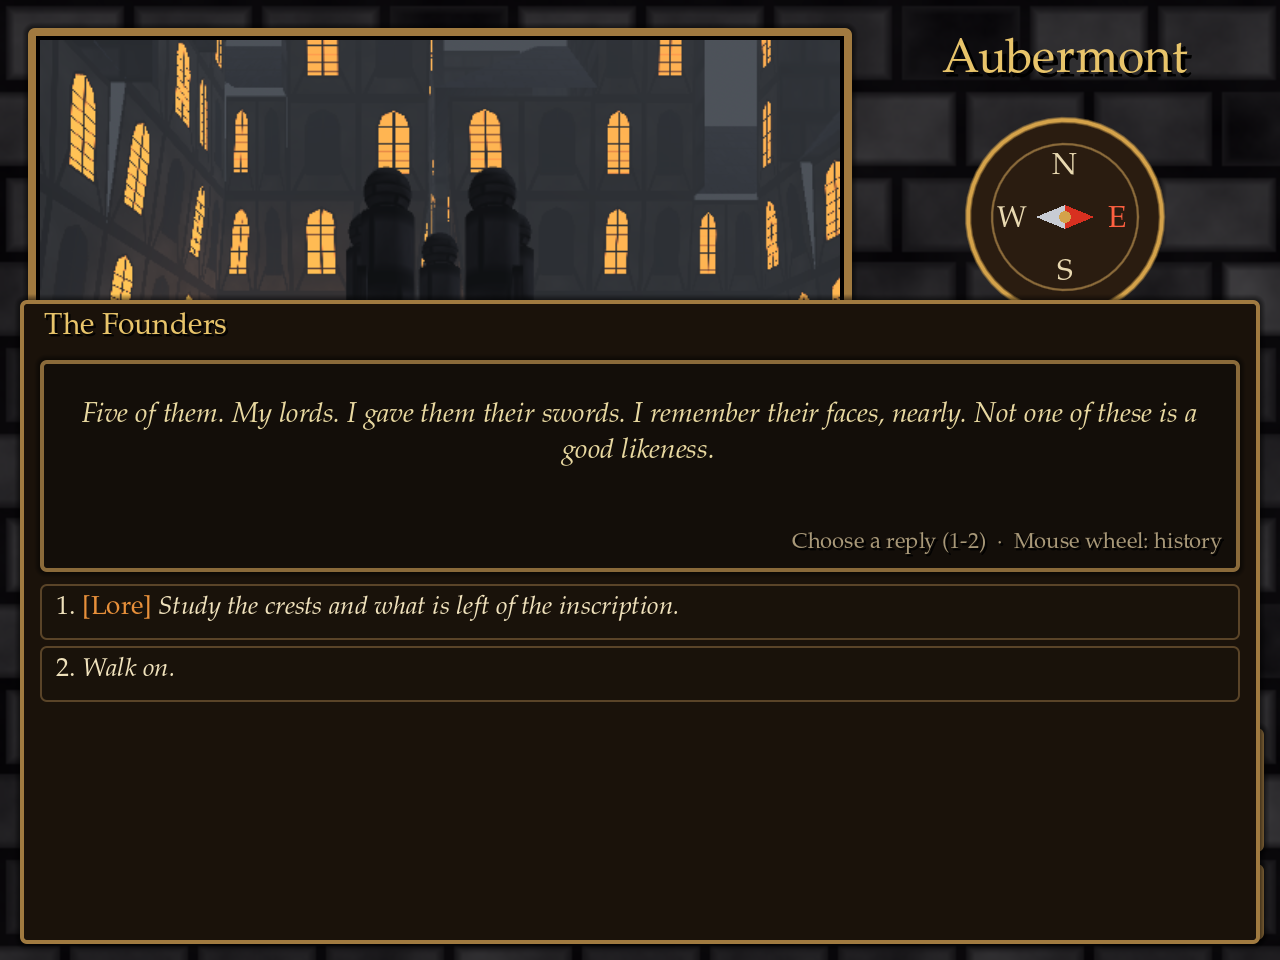 Aubermont
N
W E
S
The Founders
Five of them. My lords. I gave them their swords. I remember their faces, nearly. Not one of these is a
good likeness.
Choose a reply (1-2) · Mouse wheel: history
1. [Lore] Study the crests and what is left of the inscription.
2. Walk on.